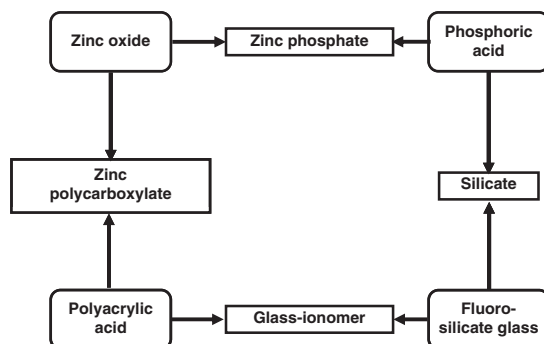 Zinc oxide
Zinc phosphate
Phosphoric
acid
Zinc
polycarboxylate
Silicate
Polyacrylic
acid
Glass-ionomer
Fluoro-
silicate glass